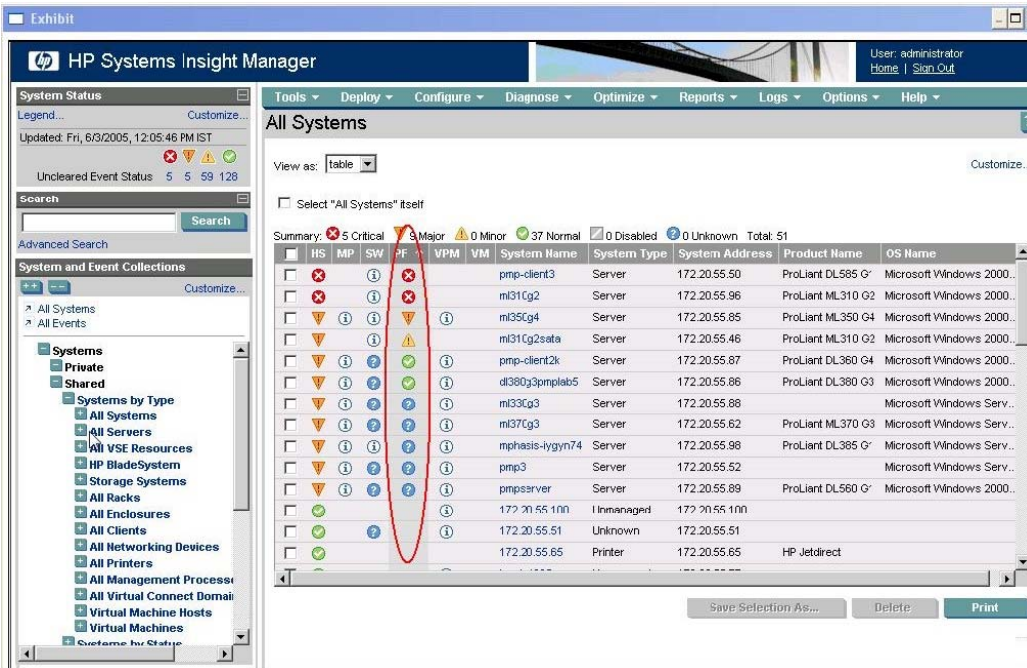 Exhibit
hp HP Systems Insight Manager
User: administrator
Home | Sign Out
System Status
Legend... Customize...
Updated: Fri, 6/3/2005, 12:05:46 PM IST
Uncleared Event Status 5 5 59 128
Search
Search
Advanced Search
System and Event Collections
Customize...
All Systems
All Events
Systems
Private
Shared
Systems by Type
All Systems
All Servers
All VSE Resources
HP BladeSystem
Storage Systems
All Racks
All Enclosures
All Clients
All Networking Devices
All Printers
All Management Processo
All Virtual Connect Domain
Virtual Machine Hosts
Virtual Machines
Systems by Status
Tools Deploy Configure Diagnose Optimize Reports Logs Options Help
All Systems
View as: table Customize..
Select "All Systems" itself
Summary: 5 Critical 9 Major 0 Minor 37 Normal 0 Disabled 0 Unknown Total: 51
HS MP SW PF VPM VM System Name System Type System Address Product Name OS Name
pmp-client3 Server 172.20.55.50 ProLiant DL585 G Microsoft Windows 2000..
ml310g2 Server 172.20.55.96 ProLiant ML310 G2 Microsoft Windows 2000..
ml350g4 Server 172.20.55.85 ProLiant ML350 G4 Microsoft Windows 2000..
ml310g2sata Server 172.20.55.46 ProLiant ML310 G2 Microsoft Windows 2000..
pmp-client2k Server 172.20.55.87 ProLiant DL360 G4 Microsoft Windows 2000..
dl380g3pmplab5 Server 172.20.55.86 ProLiant DL380 G3 Microsoft Windows 2000..
ml330g3 Server 172.20.55.88 Microsoft Windows Serv..
ml370g3 Server 172.20.55.62 ProLiant ML370 G3 Microsoft Windows Serv..
mphasis-iygyn74 Server 172.20.55.98 ProLiant DL385 G Microsoft Windows Serv..
pmp3 Server 172.20.55.52 Microsoft Windows Serv..
pmpserver Server 172.20.55.89 ProLiant DL560 G Microsoft Windows 2000..
172.20.55.100 Unmanaged 172.20.55.100
172.20.55.51 Unknown 172.20.55.51
172.20.55.65 Printer 172.20.55.65 HP Jetdirect
Save Selection As... Delete Print